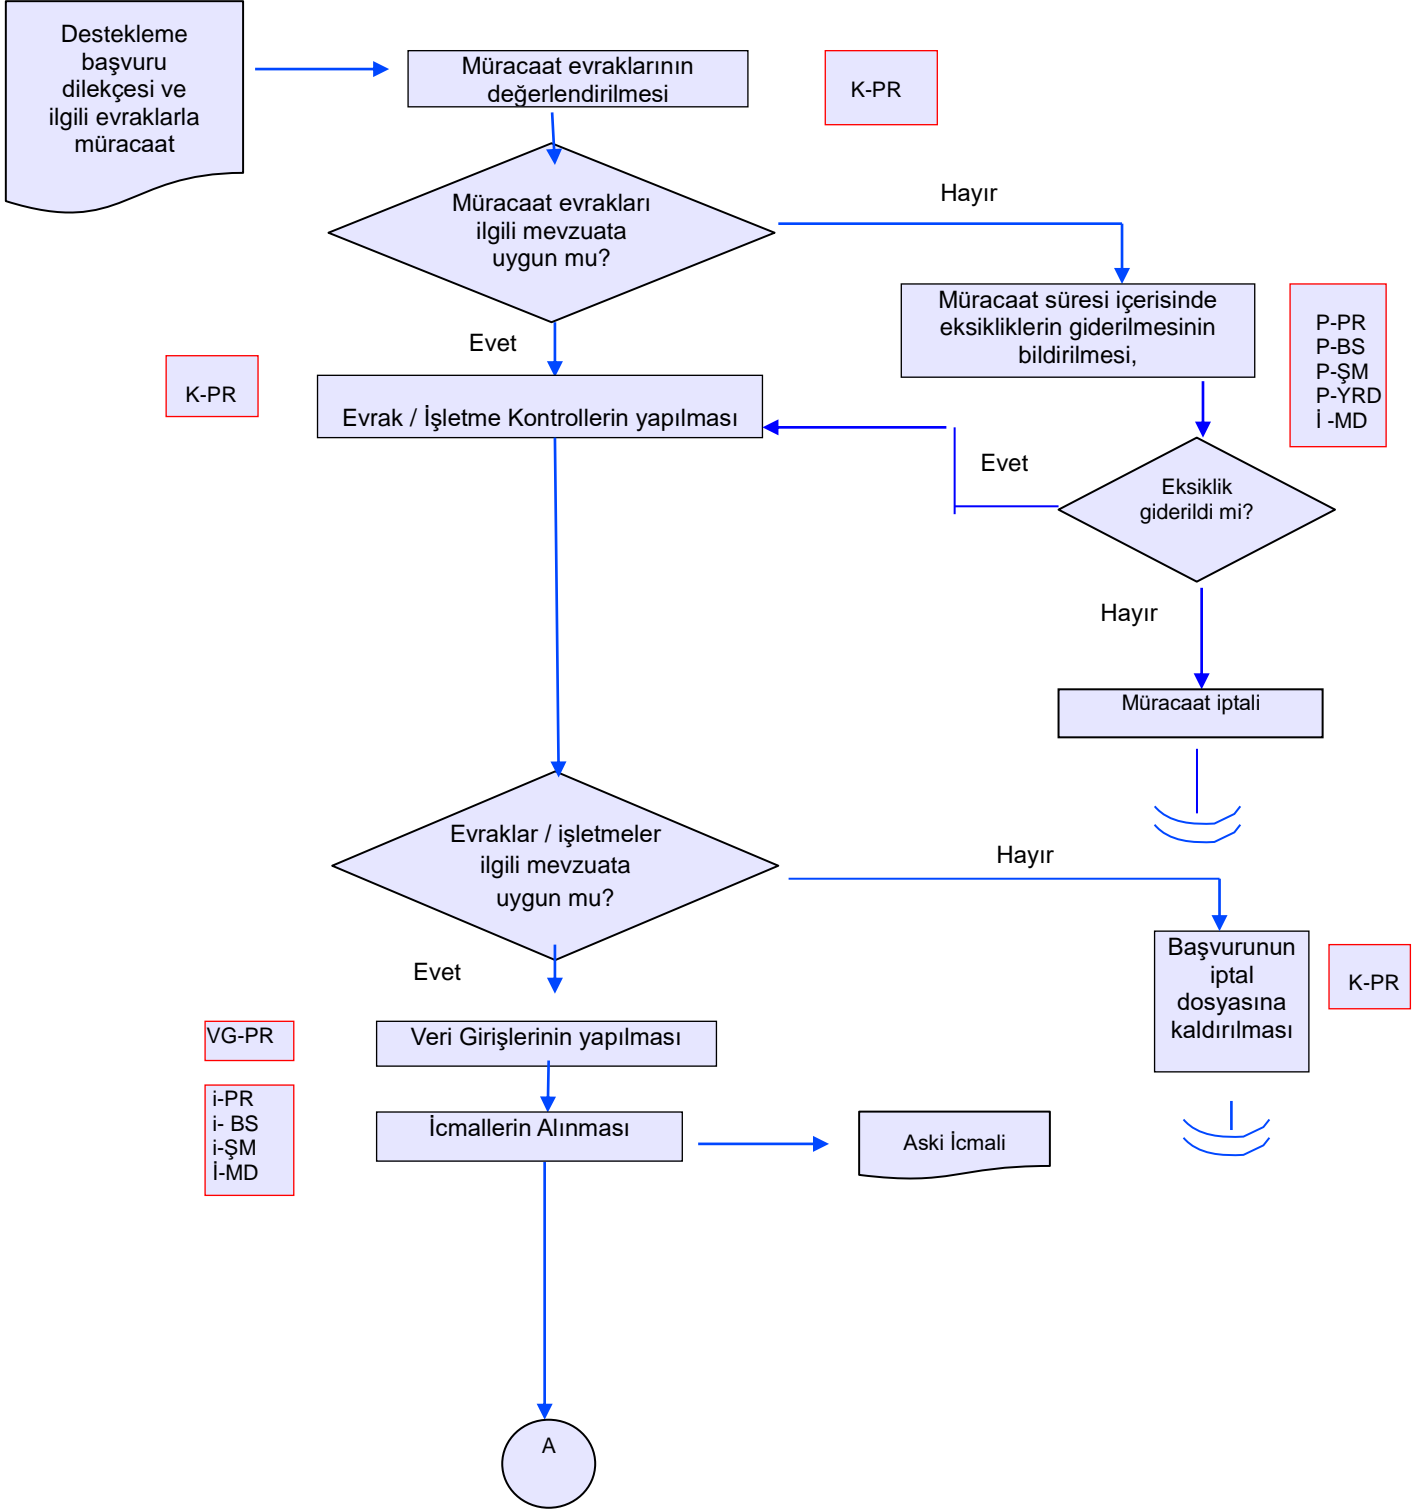 Destekleme
başvuru
dilekçesi ve
ilgili evraklarla
müracaat
Müracaat evraklarının
değerlendirilmesi
K-PR
Müracaat evrakları
ilgili mevzuata
uygun mu?
Hayır
Müracaat süresi içerisinde
eksikliklerin giderilmesinin
bildirilmesi,
P-PR
P-BS
P-ŞM
P-YRD
İ -MD
Evet
K-PR
Evrak / İşletme Kontrollerin yapılması
Evet
Eksiklik
giderildi mi?
Hayır
Müracaat iptali
Evraklar / işletmeler
ilgili mevzuata
uygun mu?
Hayır
Başvurunun
iptal
dosyasına
kaldırılması
K-PR
Evet
VG-PR
Veri Girişlerinin yapılması
i-PR
i- BS
i-ŞM
İ-MD
İcmallerin Alınması
Aski İcmali
A